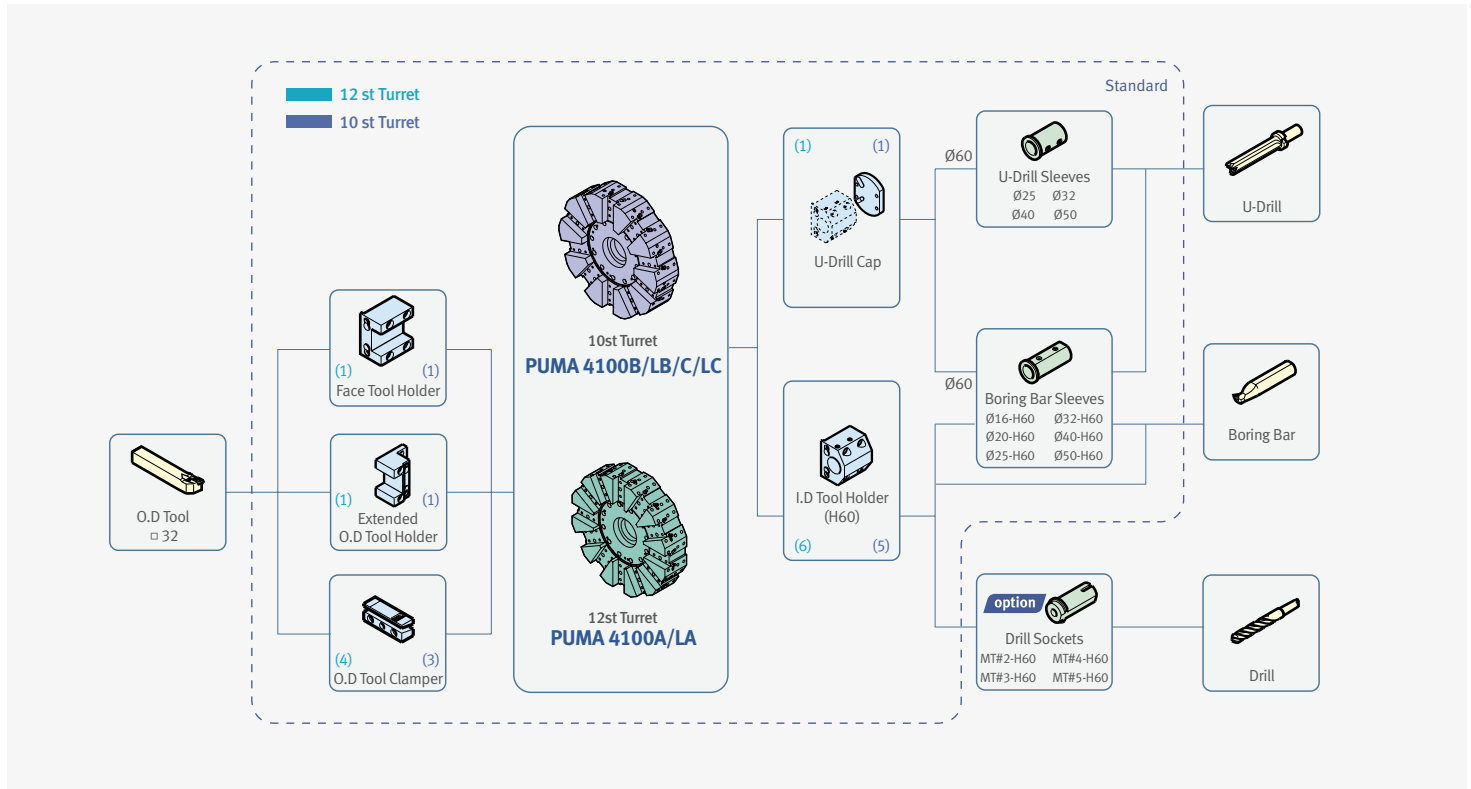 12 st Turret
10 st Turret
Standard
O.D Tool
□ 32
(1) (1)
Face Tool Holder
(1) (1)
Extended
O.D Tool Holder
(4) (3)
O.D Tool Clamper
10st Turret
PUMA 4100B/LB/C/LC
12st Turret
PUMA 4100A/LA
(1) (1)
U-Drill Cap
I.D Tool Holder
(H60)
(6) (5)
Ø60
U-Drill Sleeves
Ø25 Ø32
Ø40 Ø50
Ø60
Boring Bar Sleeves
Ø16-H60 Ø32-H60
Ø20-H60 Ø40-H60
Ø25-H60 Ø50-H60
option
Drill Sockets
MT#2-H60 MT#4-H60
MT#3-H60 MT#5-H60
U-Drill
Boring Bar
Drill